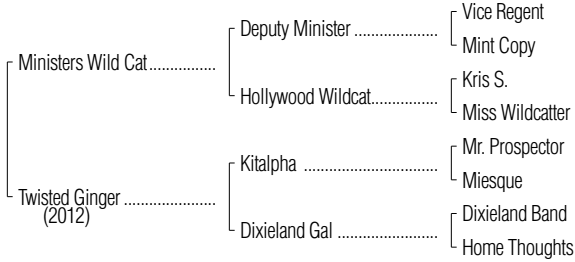 Vice Regent
Deputy Minister ....................
Mint Copy
Ministers Wild Cat................
Kris S.
Hollywood Wildcat................
Miss Wildcatter
Mr. Prospector
Kitalpha ................................
Miesque
Twisted Ginger ......................
(2012)
Dixieland Band
Dixieland Gal ........................
Home Thoughts